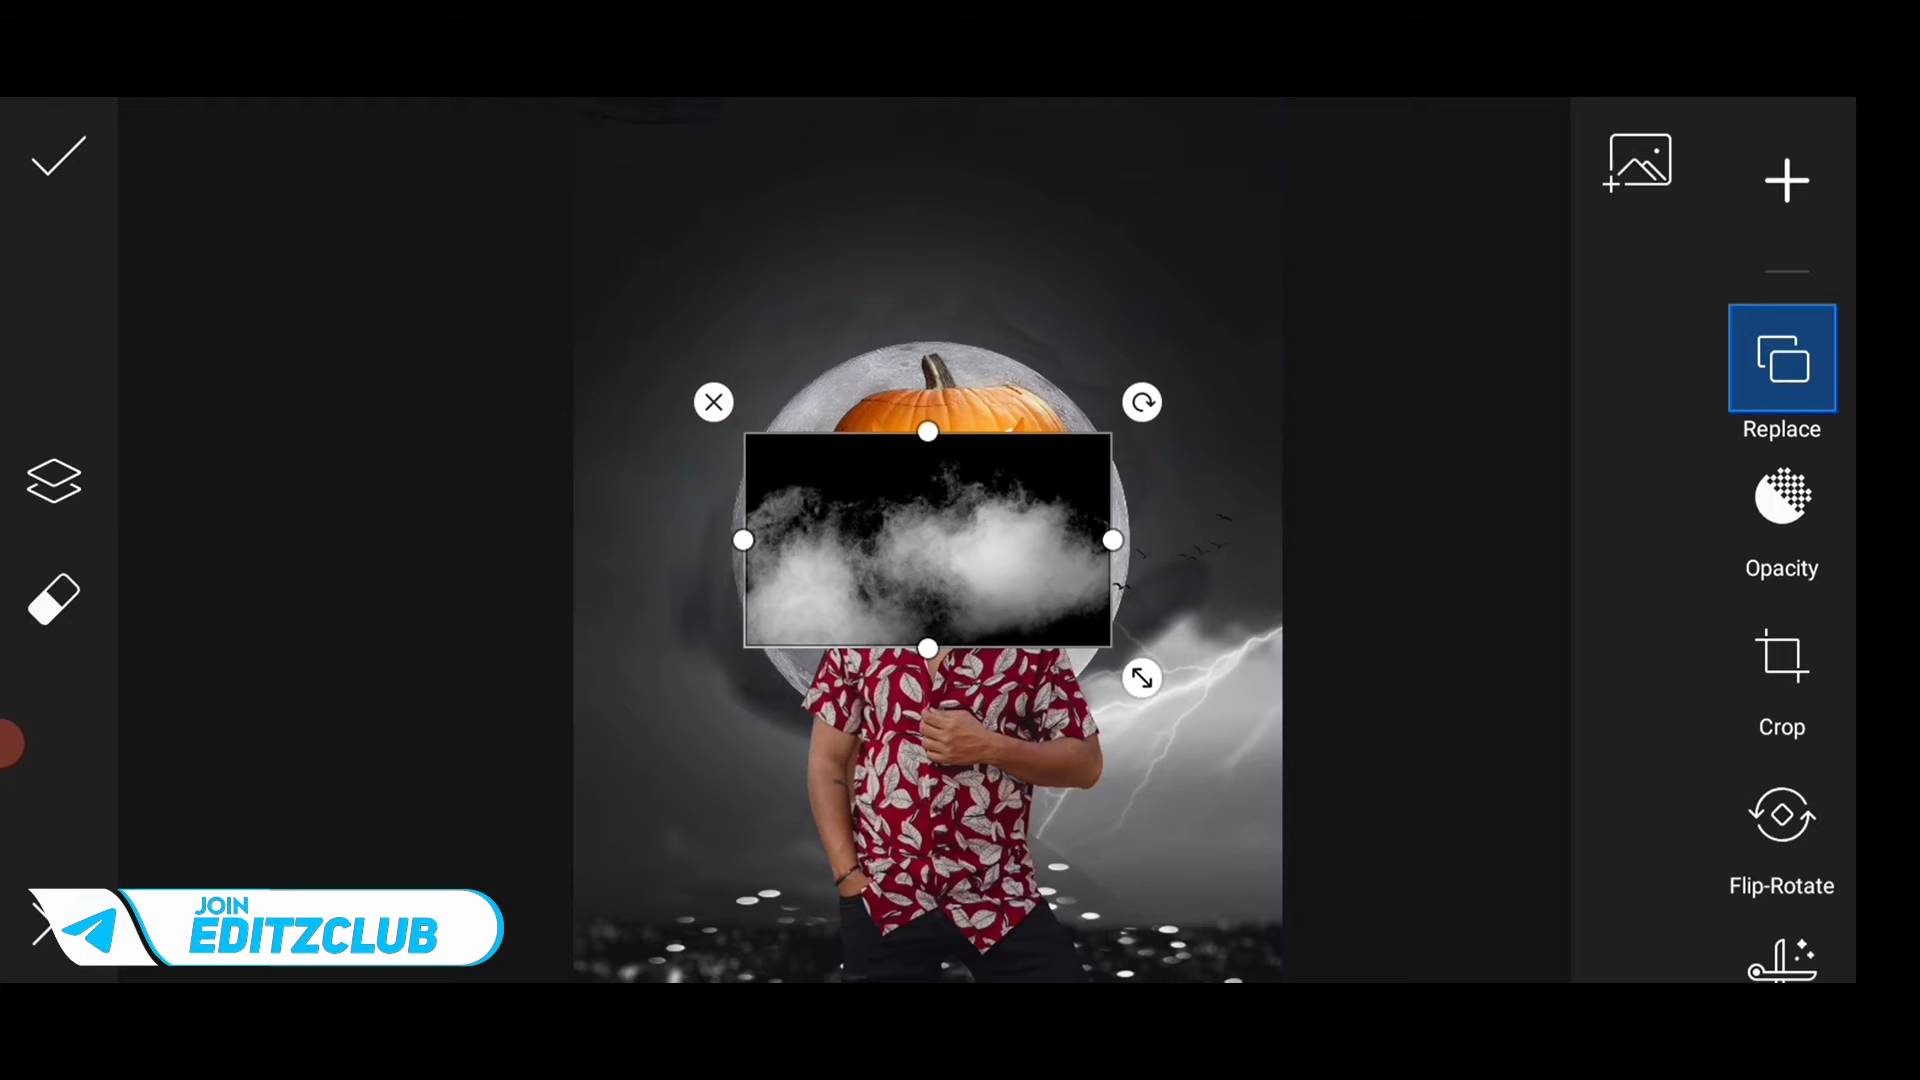 Replace
Opacity
Crop
Flip-Rotate
JOIN
EDITZCLUB